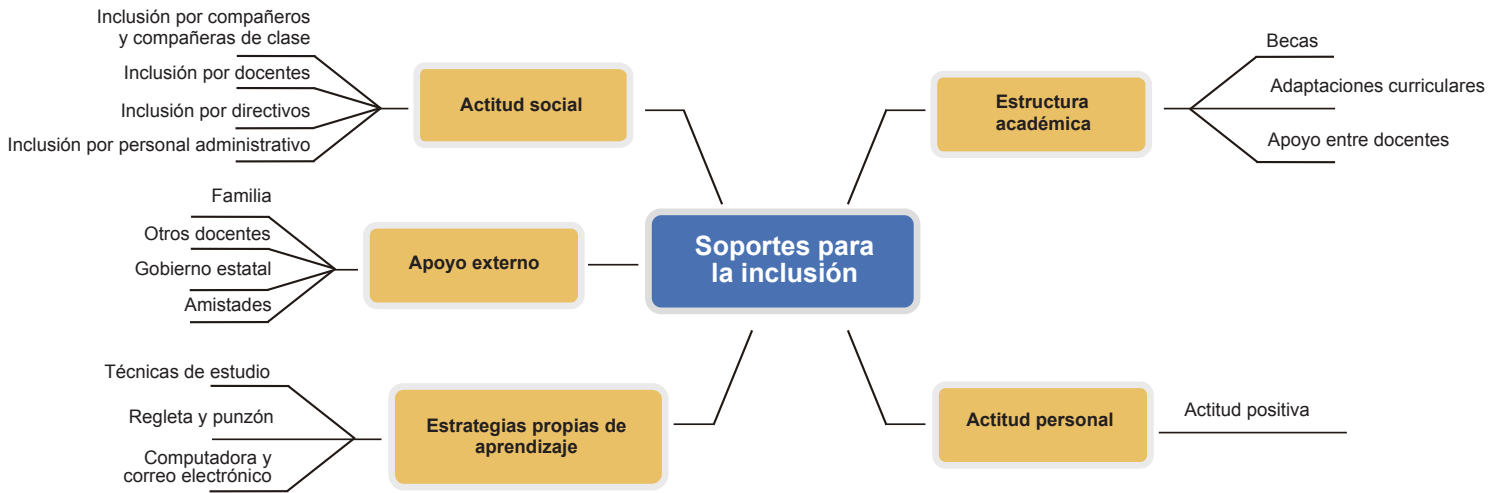 Soportes para
la inclusión
Actitud social
Inclusión por compañeros
y compañeras de clase
Inclusión por docentes
Inclusión por directivos
Inclusión por personal administrativo
Apoyo externo
Familia
Otros docentes
Gobierno estatal
Amistades
Estrategias propias de
aprendizaje
Técnicas de estudio
Regleta y punzón
Computadora y
correo electrónico
Estructura
académica
Becas
Adaptaciones curriculares
Apoyo entre docentes
Actitud personal
Actitud positiva